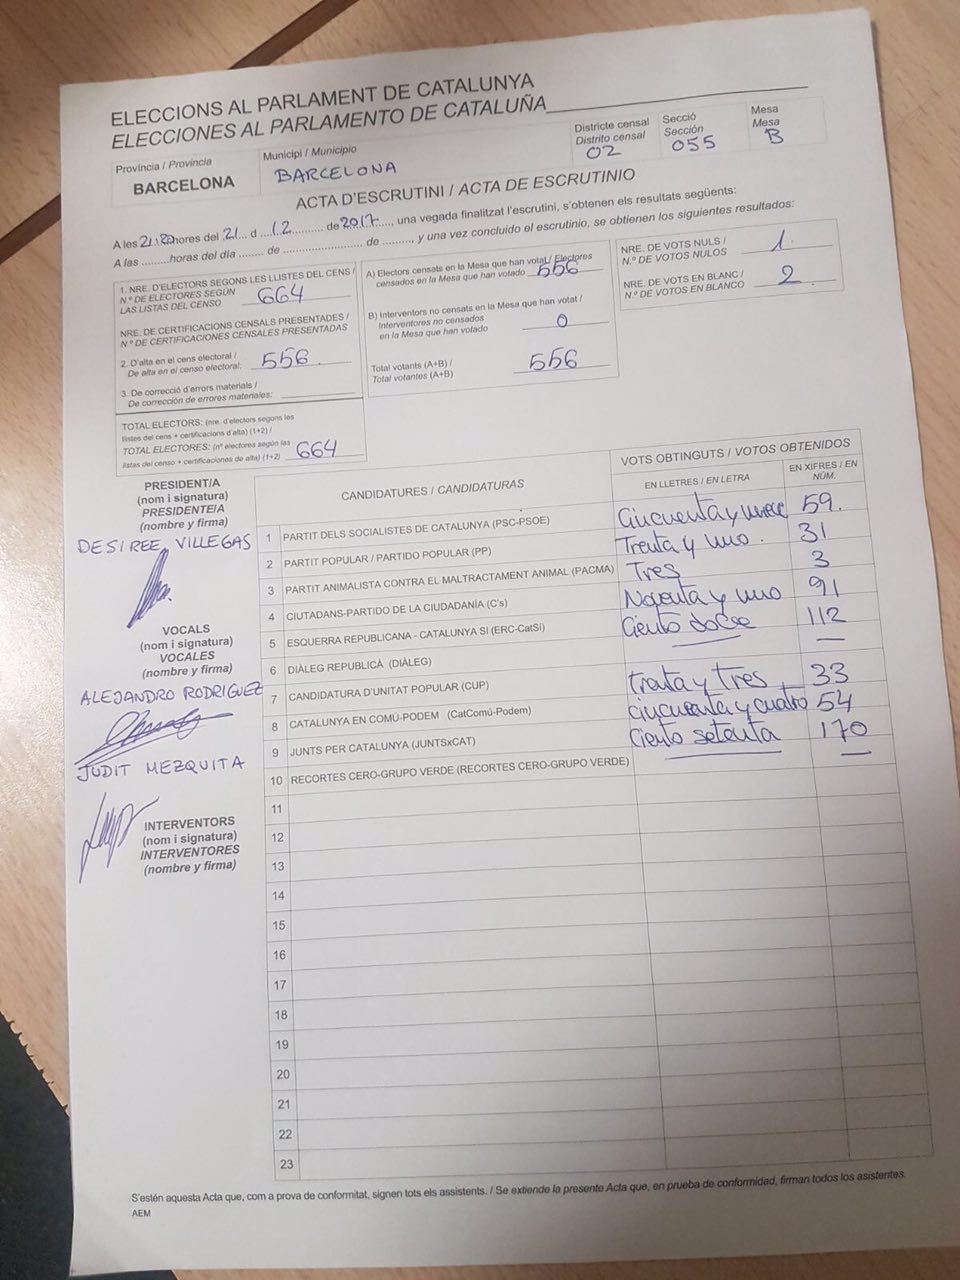 ELECCIONS AL PARLAMENT DE CATALUNYA
ELECCIONES AL PARLAMENTO DE CATALUÑA
Província / Provincia
BARCELONA
Municipi / Municipio
BARCELONA
Districte censal
Distrito censal
02
Secció
Sección
055
Mesa
Mesa
B
ACTA D'ESCRUTINI / ACTA DE ESCRUTINIO
A les 21:20 hores del 21 d 12 de 2017, una vegada finalitzat l'escrutini, s'obtenen els resultats següents:
A las .........horas del día ....... de ........................ de ........, y una vez concluido el escrutinio, se obtienen los siguientes resultados:
1. NRE. D'ELECTORS SEGONS LES LLISTES DEL CENS /
N.º DE ELECTORES SEGÚN
LAS LISTAS DEL CENSO
664
NRE. DE CERTIFICACIONS CENSALS PRESENTADES /
N.º DE CERTIFICACIONES CENSALES PRESENTADAS
2. D'alta en el cens electoral /
De alta en el censo electoral:
556
3. De correcció d'errors materials /
De corrección de errores materiales:
TOTAL ELECTORS: (nre. d'electors segons les
llistes del cens + certificacions d'alta) (1+2) /
TOTAL ELECTORES: (nº electores según las
listas del censo + certificaciones de alta) (1+2)
664
A) Electors censats en la Mesa que han votat / Electores
censados en la Mesa que han votado
556
B) Interventors no censats en la Mesa que han votat /
Interventores no censados
en la Mesa que han votado
0
Total votants (A+B) /
Total votantes (A+B)
556
NRE. DE VOTS NULS /
N.º DE VOTOS NULOS
1
NRE. DE VOTS EN BLANC /
N.º DE VOTOS EN BLANCO
2
PRESIDENT/A
(nom i signatura)
PRESIDENTE/A
(nombre y firma)
DESIREE VILLEGAS
VOCALS
(nom i signatura)
VOCALES
(nombre y firma)
ALEJANDRO RODRIGUEZ
JUDIT MEZQUITA
INTERVENTORS
(nom i signatura)
INTERVENTORES
(nombre y firma)
CANDIDATURES / CANDIDATURAS
VOTS OBTINGUTS / VOTOS OBTENIDOS
EN LLETRES / EN LETRA
EN XIFRES / EN NÚM.
1 PARTIT DELS SOCIALISTES DE CATALUNYA (PSC-PSOE) Cincuenta y nueve 59.
2 PARTIT POPULAR / PARTIDO POPULAR (PP) Treinta y uno. 31
3 PARTIT ANIMALISTA CONTRA EL MALTRACTAMENT ANIMAL (PACMA) Tres 3
4 CIUTADANS-PARTIDO DE LA CIUDADANÍA (C's) Noventa y uno 91
5 ESQUERRA REPUBLICANA - CATALUNYA SÍ (ERC-CatSí) Ciento doce 112
6 DIÀLEG REPUBLICÀ (DIÀLEG) — —
7 CANDIDATURA D'UNITAT POPULAR (CUP) treinta y tres 33
8 CATALUNYA EN COMÚ-PODEM (CatComú-Podem) cincuenta y cuatro 54
9 JUNTS PER CATALUNYA (JUNTSxCAT) Ciento setenta 170
10 RECORTES CERO-GRUPO VERDE (RECORTES CERO-GRUPO VERDE) — —
11
12
13
14
15
16
17
18
19
20
21
22
23
S'estén aquesta Acta que, com a prova de conformitat, signen tots els assistents. / Se extiende la presente Acta que, en prueba de conformidad, firman todos los asistentes.
AEM